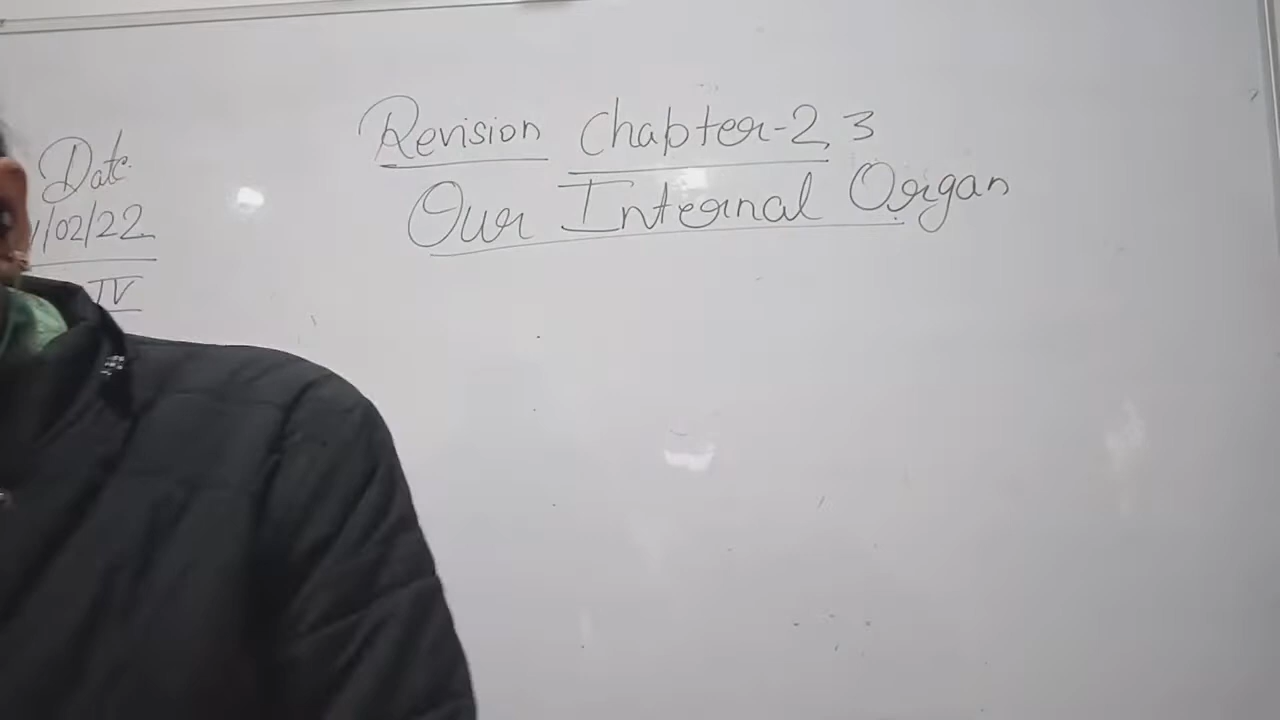 Revision Chapter-2, 3
Our Internal Organ
Date
/02/22
IV